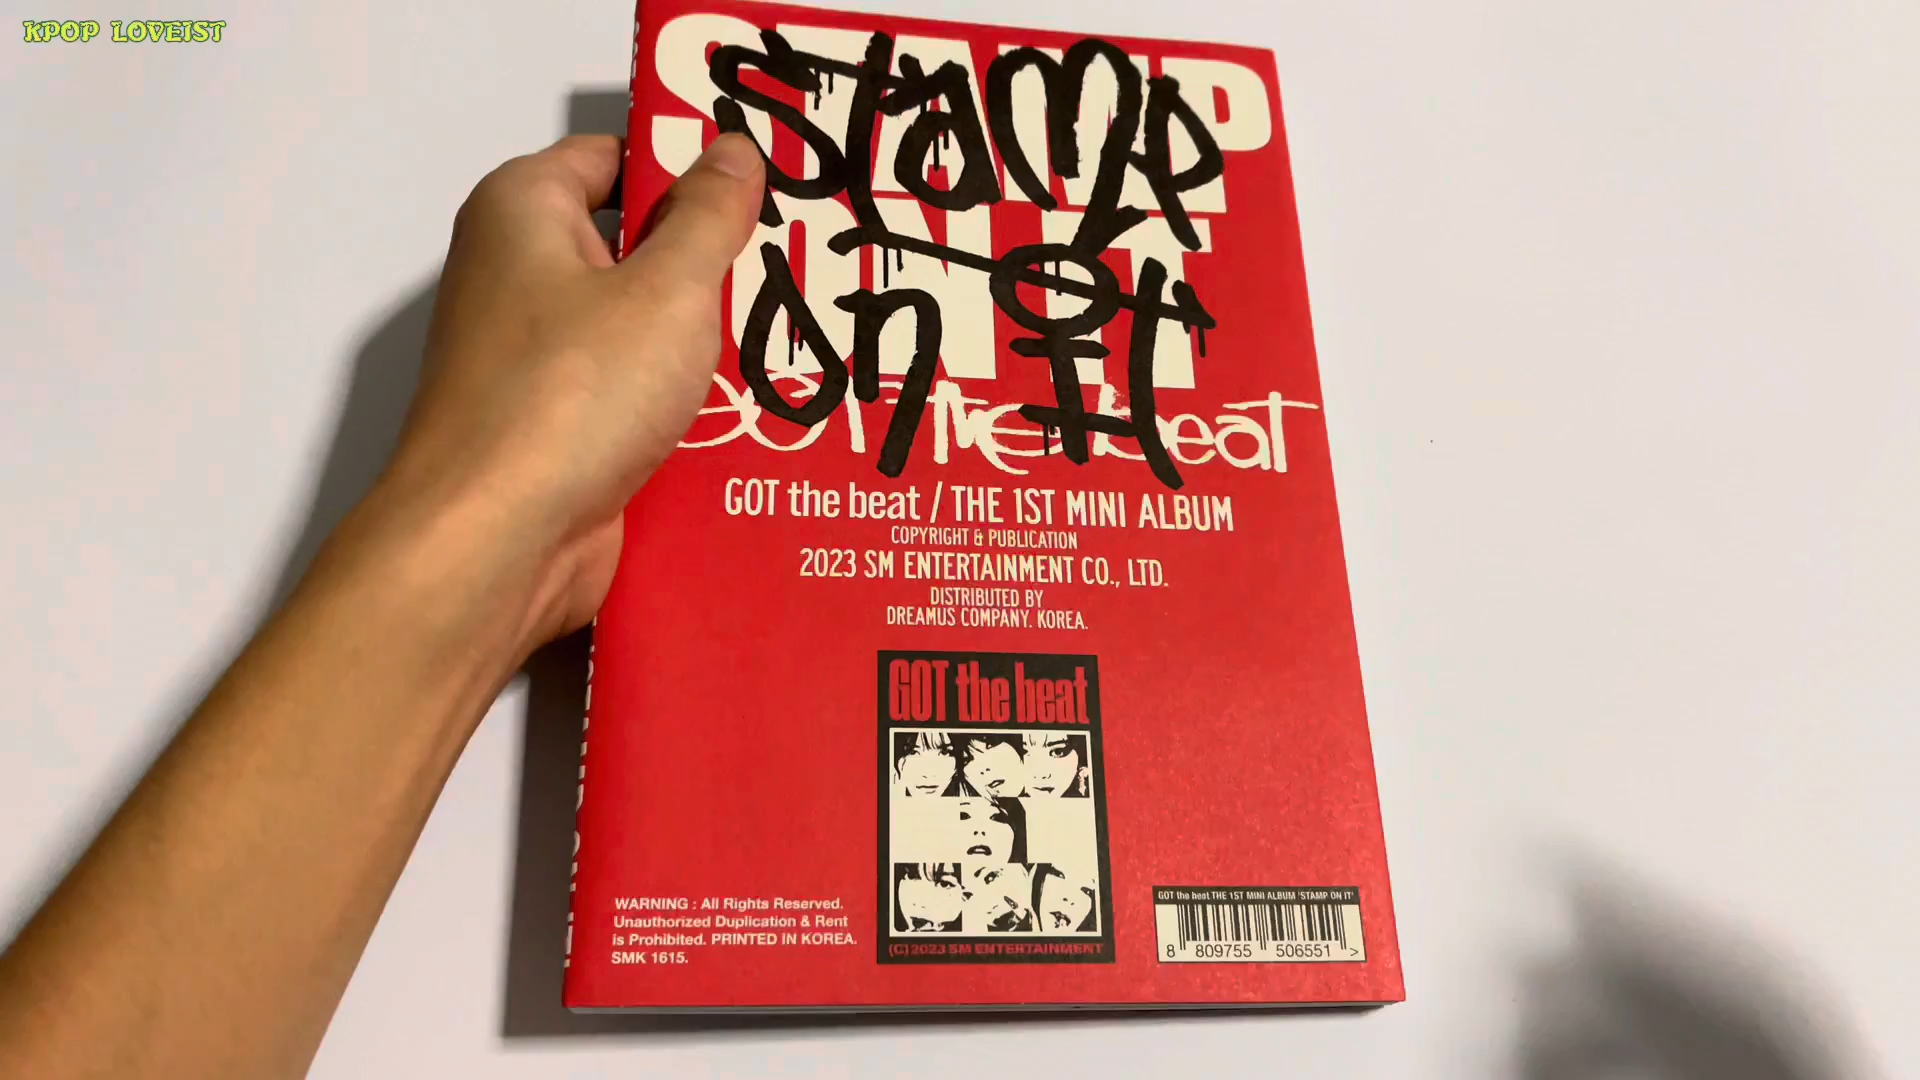 KPOP LOVEIST
STAMP
stamp
ON IT
on it
GOT the beat
GOT the beat / THE 1ST MINI ALBUM
COPYRIGHT & PUBLICATION
2023 SM ENTERTAINMENT CO., LTD.
DISTRIBUTED BY
DREAMUS COMPANY. KOREA.
GOT the beat
(C) 2023 SM ENTERTAINMENT
WARNING : All Rights Reserved.
Unauthorized Duplication & Rent
is Prohibited. PRINTED IN KOREA.
SMK 1615.
GOT the beat THE 1ST MINI ALBUM 'STAMP ON IT'
8 809755 506551 >